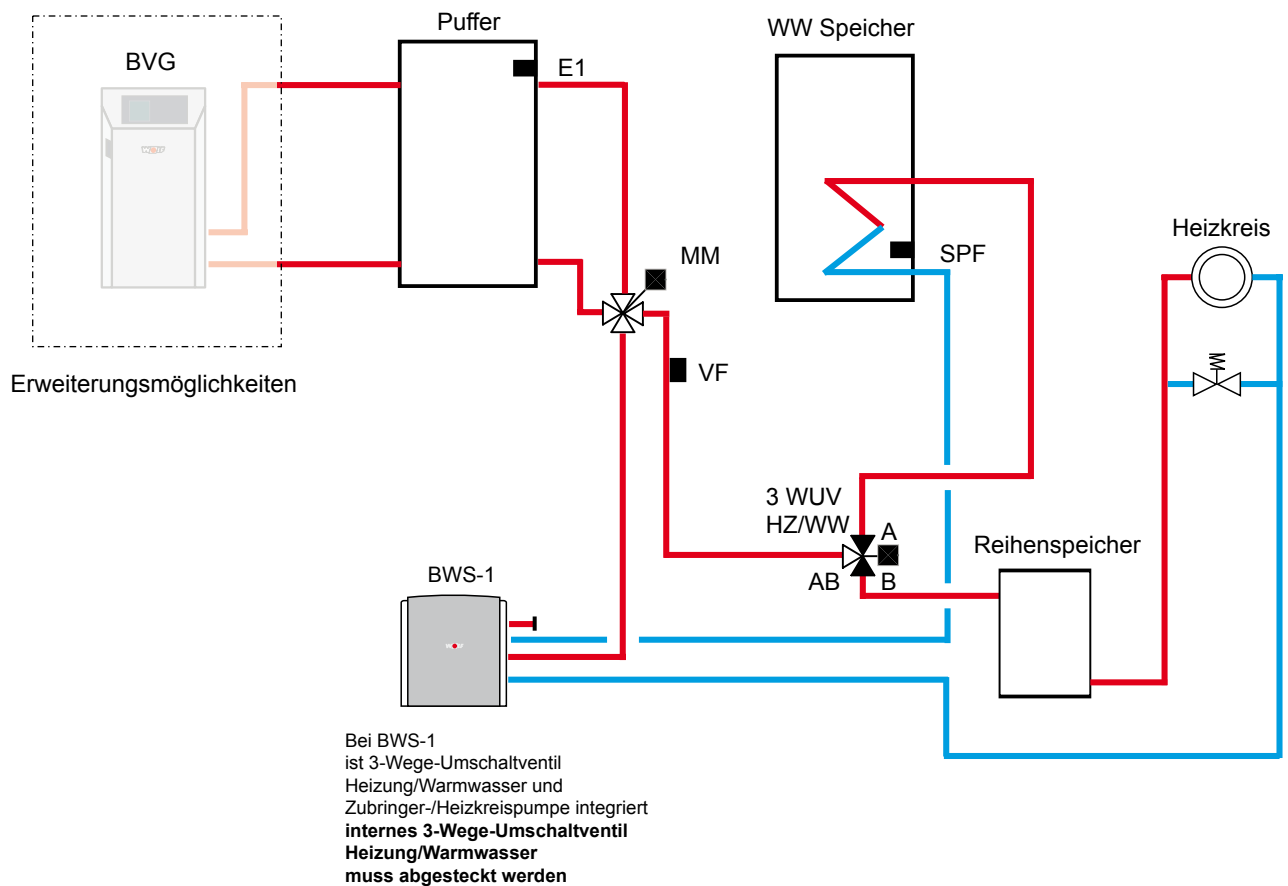 Puffer
WW Speicher
BVG
E1
MM
SPF
Heizkreis
Erweiterungsmöglichkeiten
VF
3 WUV
HZ/WW
A
AB
B
Reihenspeicher
BWS-1
Bei BWS-1
ist 3-Wege-Umschaltventil
Heizung/Warmwasser und
Zubringer-/Heizkreispumpe integriert
internes 3-Wege-Umschaltventil
Heizung/Warmwasser
muss abgesteckt werden